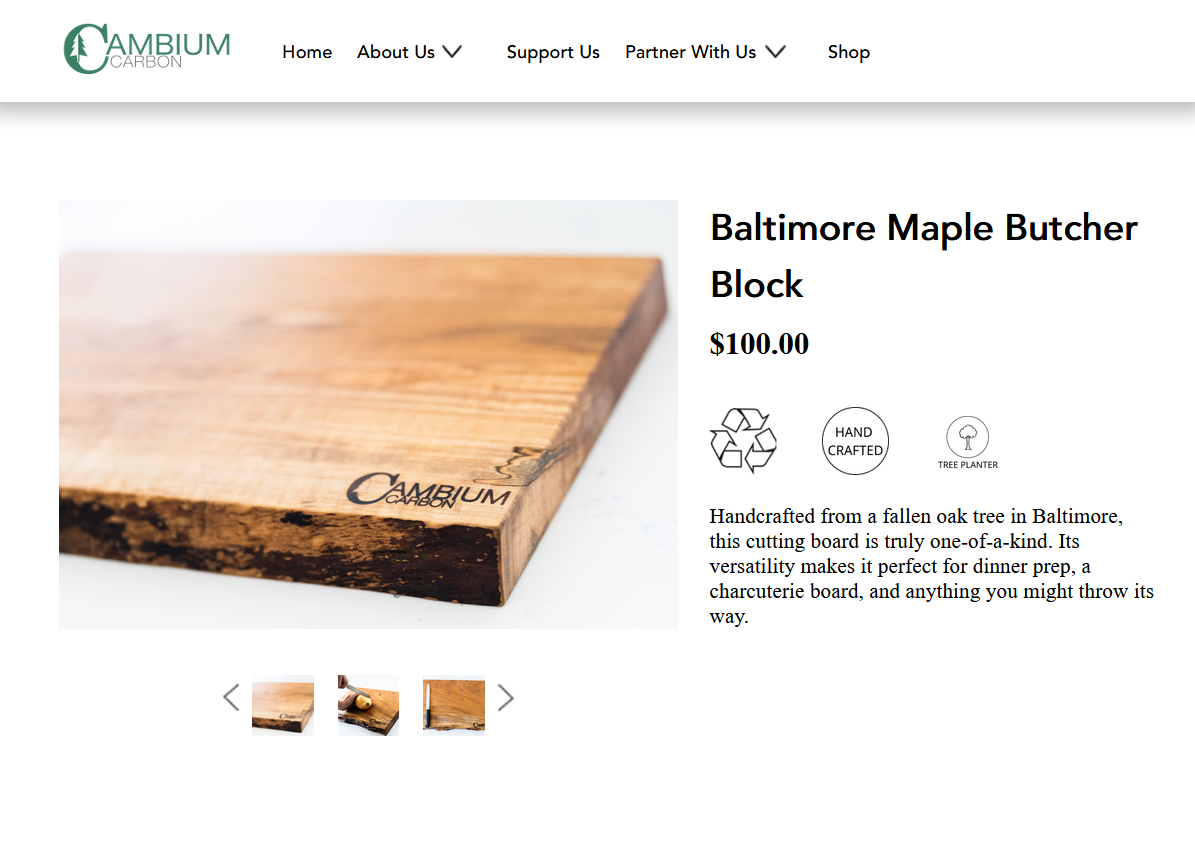 CAMBIUM
CARBON
Home About Us Support Us Partner With Us Shop
Baltimore Maple Butcher
Block
$100.00
HAND
CRAFTED
TREE PLANTER
CAMBIUM
CARBON
Handcrafted from a fallen oak tree in Baltimore,
this cutting board is truly one-of-a-kind. Its
versatility makes it perfect for dinner prep, a
charcuterie board, and anything you might throw its
way.